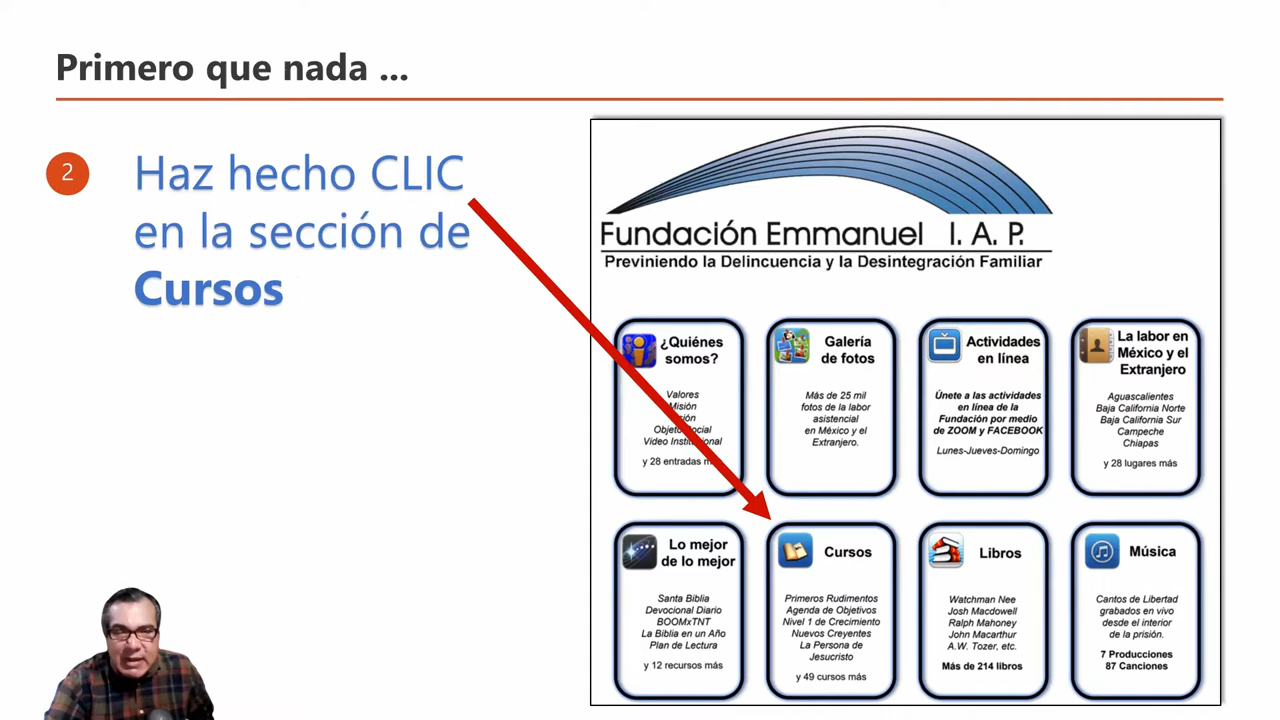 Primero que nada ...
2
Haz hecho CLIC
en la sección de
Cursos
Fundación Emmanuel I. A. P.
Previniendo la Delincuencia y la Desintegración Familiar
¿Quiénes
somos?
Valores
Misión
Objeto Social
Video Institucional
y 28 entradas
Galería
de fotos
Más de 25 mil
fotos de la labor
asistencial
en México y el
Extranjero.
Actividades
en línea
Únete a las actividades
en línea de la
Fundación por medio
de ZOOM y FACEBOOK
Lunes-Jueves-Domingo
La labor en
México y el
Extranjero
Aguascalientes
Baja California Norte
Baja California Sur
Campeche
Chiapas
y 28 lugares más
Lo mejor
de lo mejor
Santa Biblia
Devocional Diario
BOOMxTNT
La Biblia en un Año
Plan de Lectura
y 12 recursos más
Cursos
Primeros Rudimentos
Agenda de Objetivos
Nivel 1 de Crecimiento
Nuevos Creyentes
La Persona de
Jesucristo
y 49 cursos más
Libros
Watchman Nee
Josh Macdowell
Ralph Mahoney
John Macarthur
A.W. Tozer, etc.
Más de 214 libros
Música
Cantos de Libertad
grabados en vivo
desde el interior
de la prisión.
7 Producciones
87 Canciones